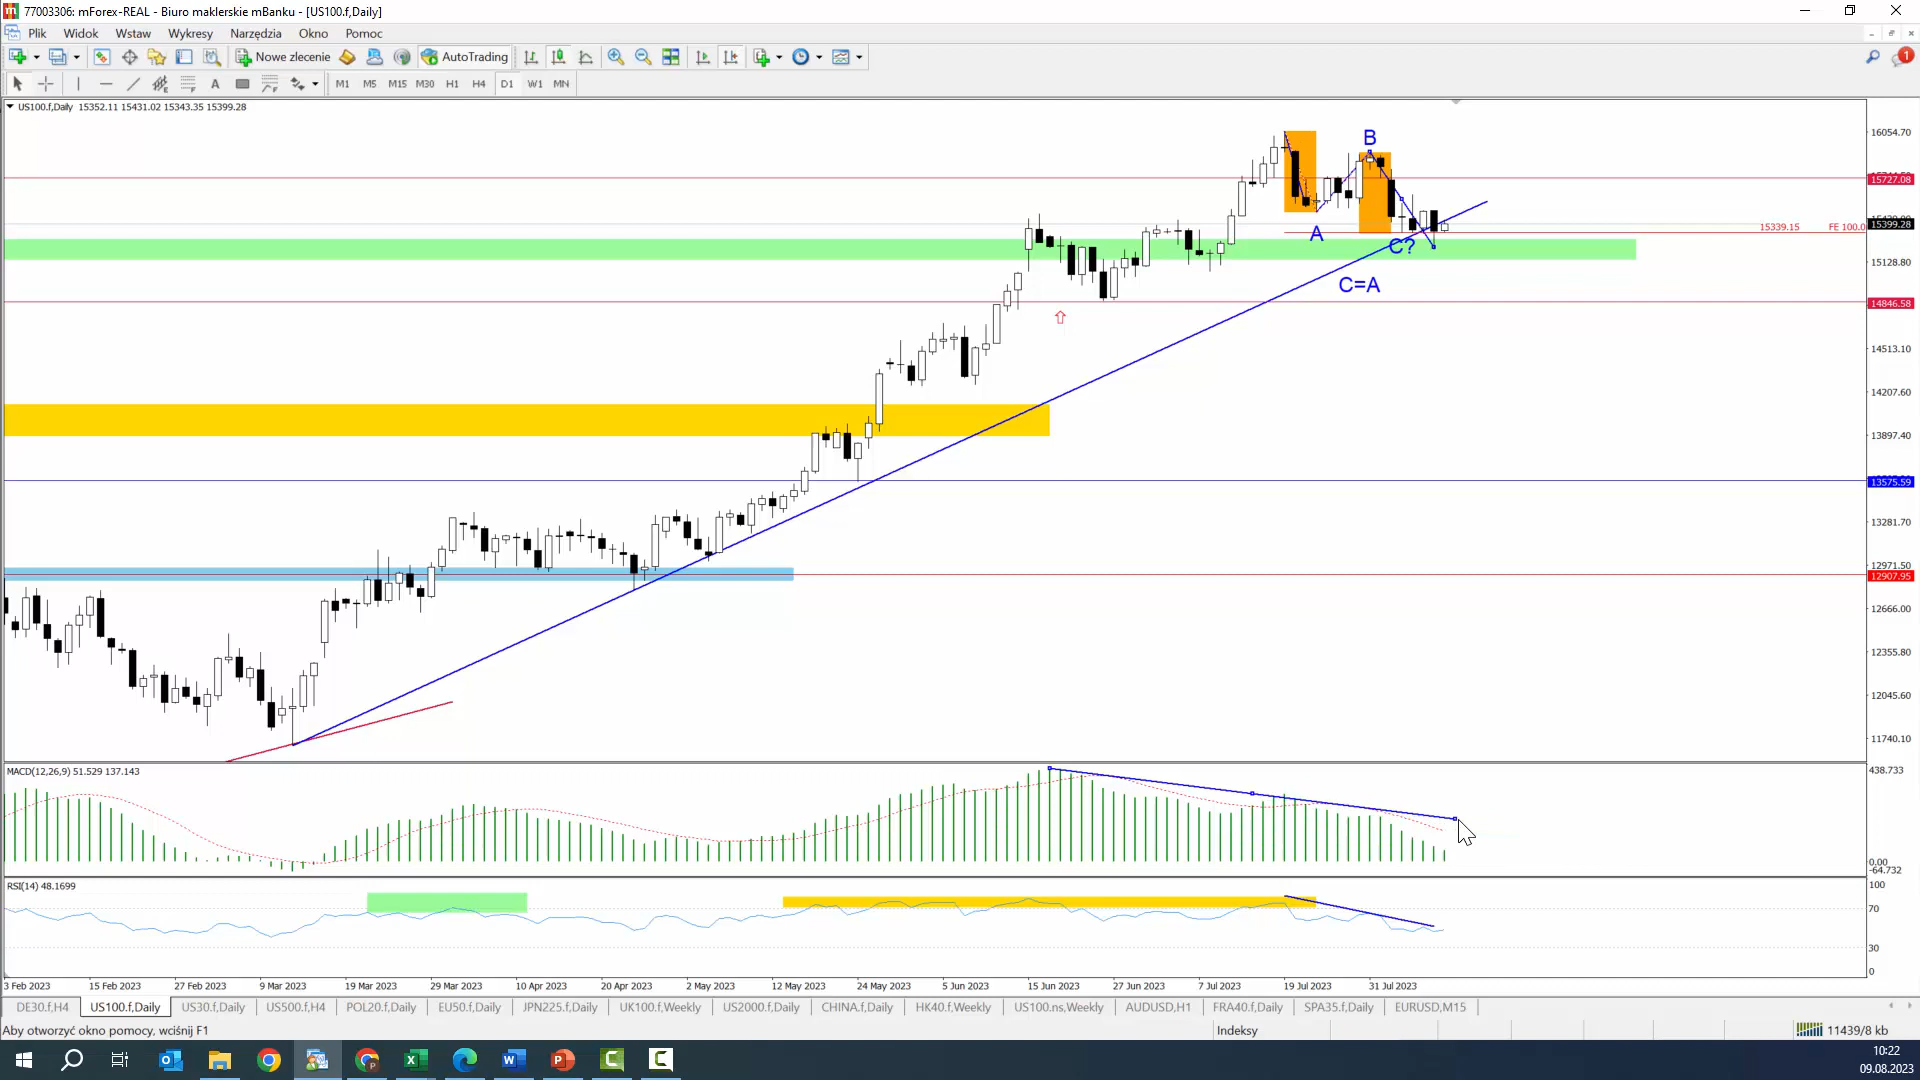 77003306: mForex-REAL - Biuro maklerskie mBanku - [US100.f,Daily]
Plik Widok Wstaw Wykresy Narzędzia Okno Pomoc
Nowe zlecenie AutoTrading 1
A M1 M5 M15 M30 H1 H4 D1 W1 MN
US100.f,Daily 15352.11 15431.02 15343.35 15399.28
16054.70
B
15727.08
15399.28
15339.15 FE 100.0
A
C?
15128.80
C=A
14846.58
14513.10
14207.60
13897.40
13575.59
13281.70
12971.50
12907.95
12666.00
12355.80
12045.60
11740.10
MACD(12,26,9) 51.529 137.143
438.733
0.00
-64.732
RSI(14) 48.1699
100
70
30
0
3 Feb 2023 15 Feb 2023 27 Feb 2023 9 Mar 2023 19 Mar 2023 29 Mar 2023 10 Apr 2023 20 Apr 2023 2 May 2023 12 May 2023 24 May 2023 5 Jun 2023 15 Jun 2023 27 Jun 2023 7 Jul 2023 19 Jul 2023 31 Jul 2023
DE30.f,H4 US100.f,Daily US30.f,Daily US500.f,H4 POL20.f,Daily EU50.f,Daily JPN225.f,Daily UK100.f,Weekly US2000.f,Daily CHINA.f,Daily HK40.f,Weekly US100.ns,Weekly AUDUSD,H1 FRA40.f,Daily SPA35.f,Daily EURUSD,M15
Aby otworzyć okno pomocy, wciśnij F1 Indeksy 11439/8 kb
10:22
09.08.2023